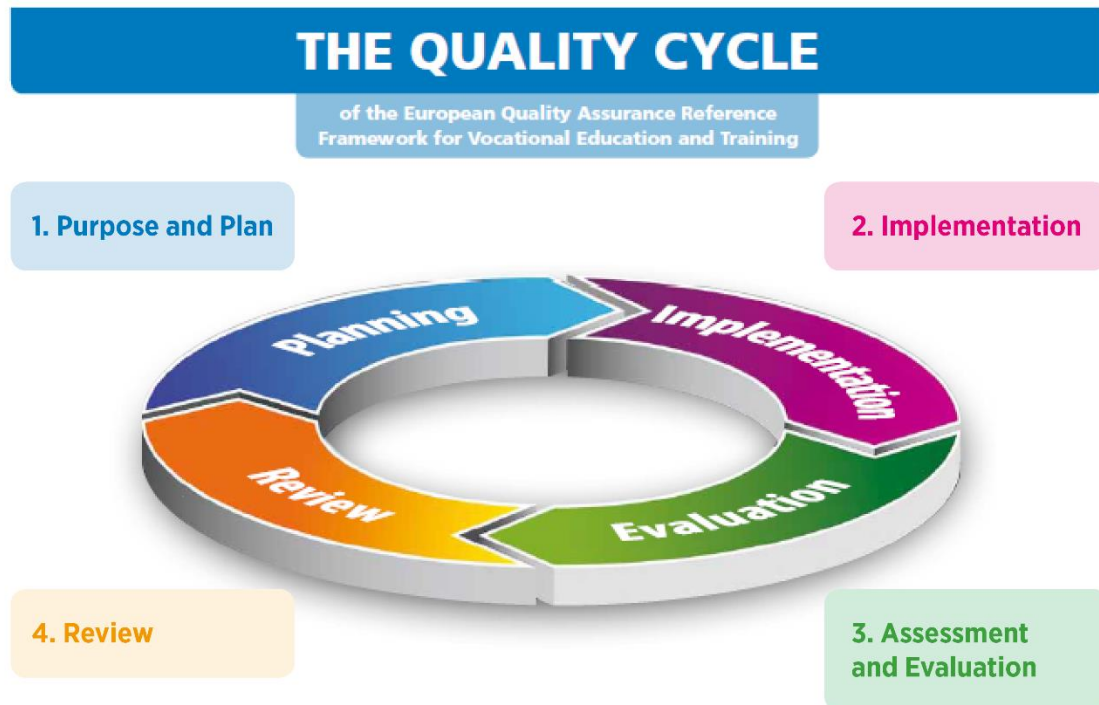 THE QUALITY CYCLE
of the European Quality Assurance Reference
Framework for Vocational Education and Training
1. Purpose and Plan
2. Implementation
Planning
Implementation
Review
Evaluation
4. Review
3. Assessment
and Evaluation